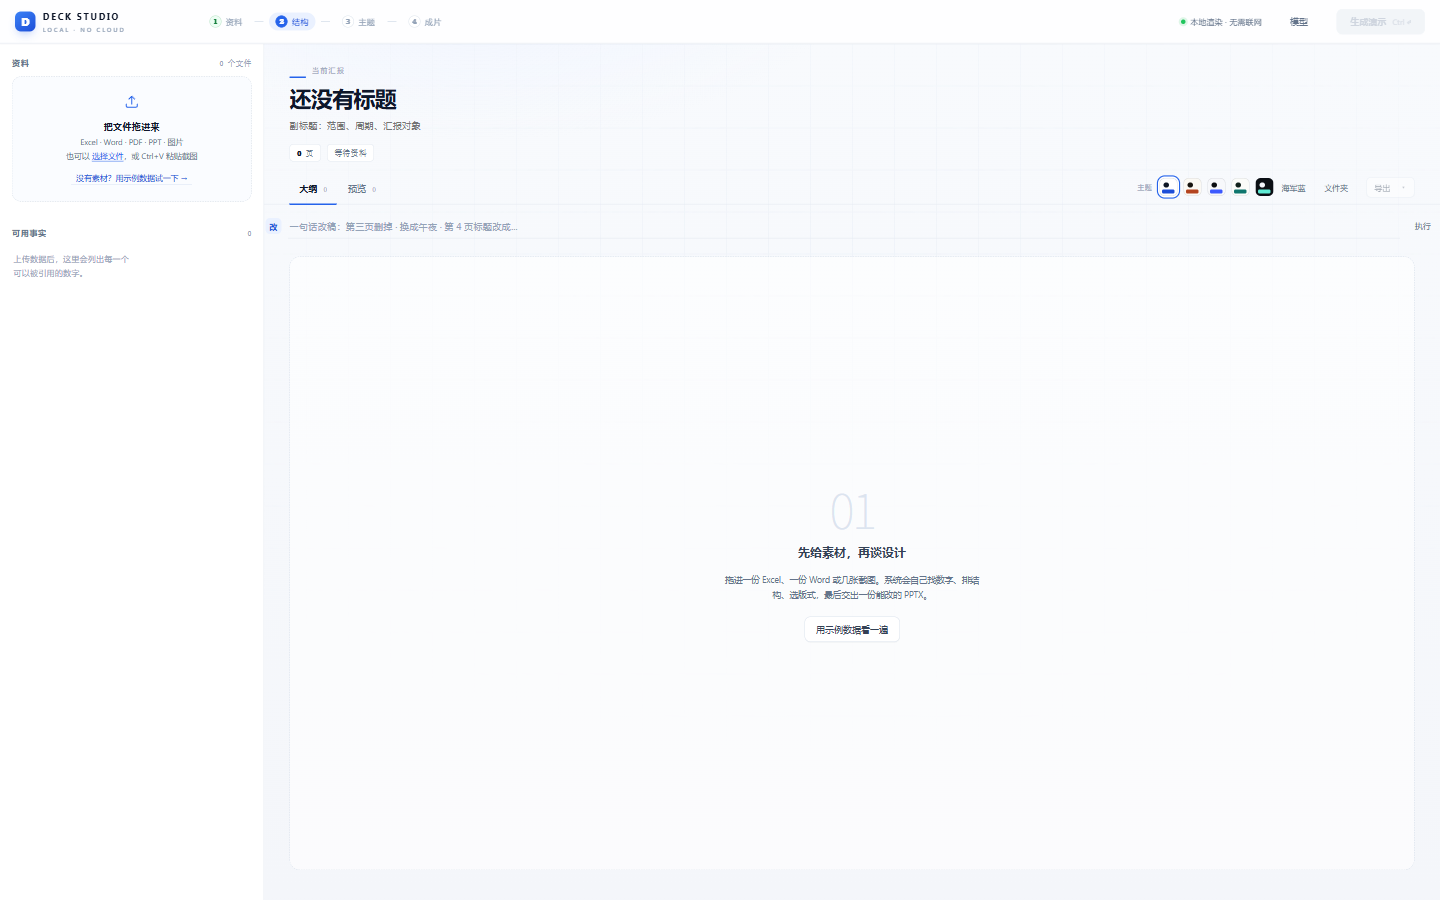 D DECK STUDIO
LOCAL · NO CLOUD
1 资料 — 2 结构 — 3 主题 — 4 成片
本地渲染 · 无需联网 模型 生成演示 Ctrl ↵
资料 0 个文件
把文件拖进来
Excel · Word · PDF · PPT · 图片
也可以 选择文件，或 Ctrl+V 粘贴截图
没有素材？用示例数据试一下 →
可用事实 0
上传数据后，这里会列出每一个
可以被引用的数字。
当前汇报
还没有标题
副标题：范围、周期、汇报对象
0 页 等待资料
大纲 0 预览 0 主题 海军蓝 文件夹 导出
改 一句话改稿：第三页删掉 · 换成午夜 · 第 4 页标题改成... 执行
01
先给素材，再谈设计
拖进一份 Excel、一份 Word 或几张截图。系统会自己找数字、排结
构、选版式，最后交出一份能改的 PPTX。
用示例数据看一遍